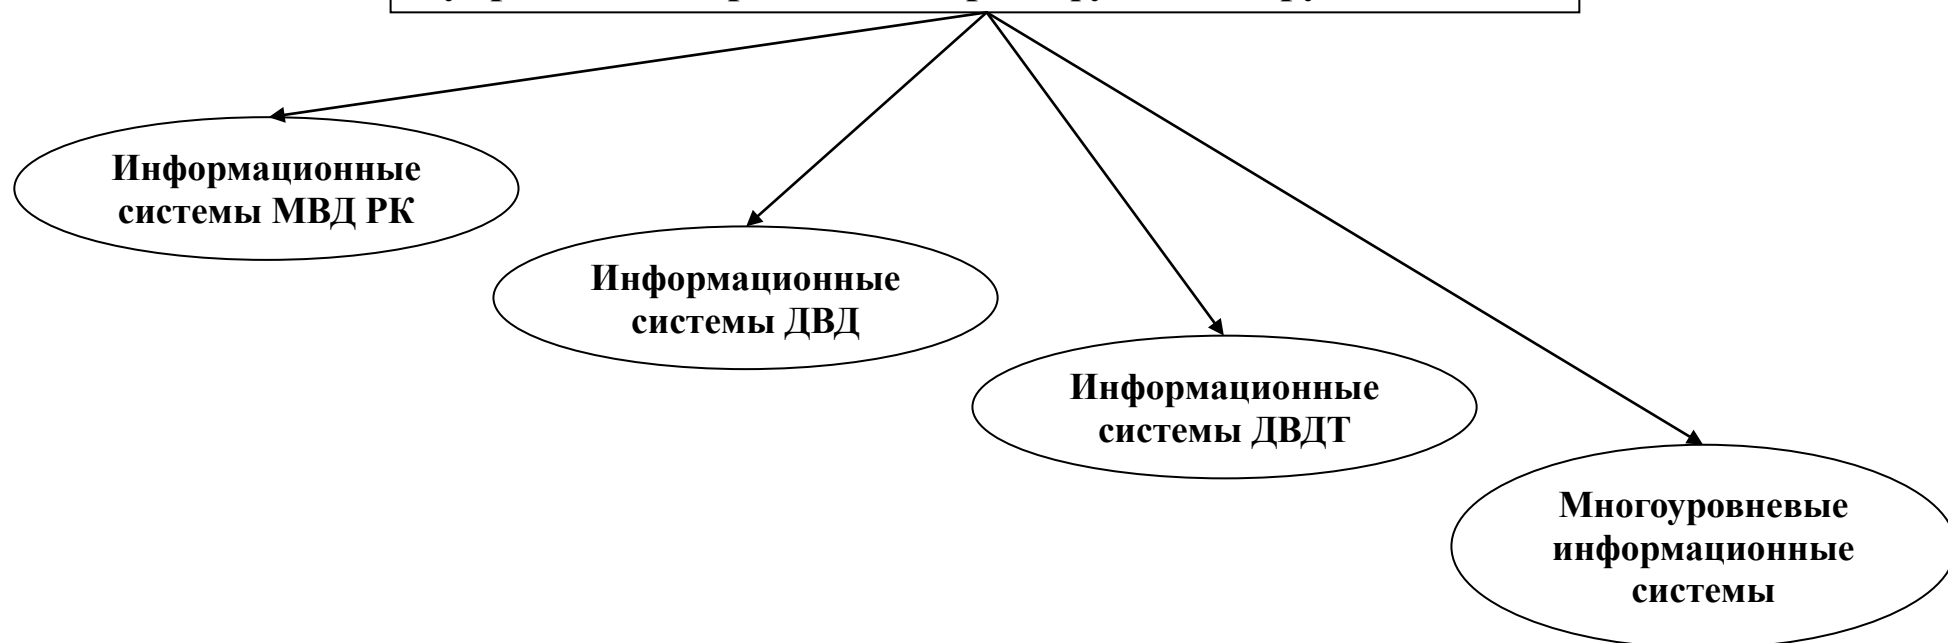 Информационные
системы МВД РК
Информационные
системы ДВД
Информационные
системы ДВДТ
Многоуровневые
информационные
системы